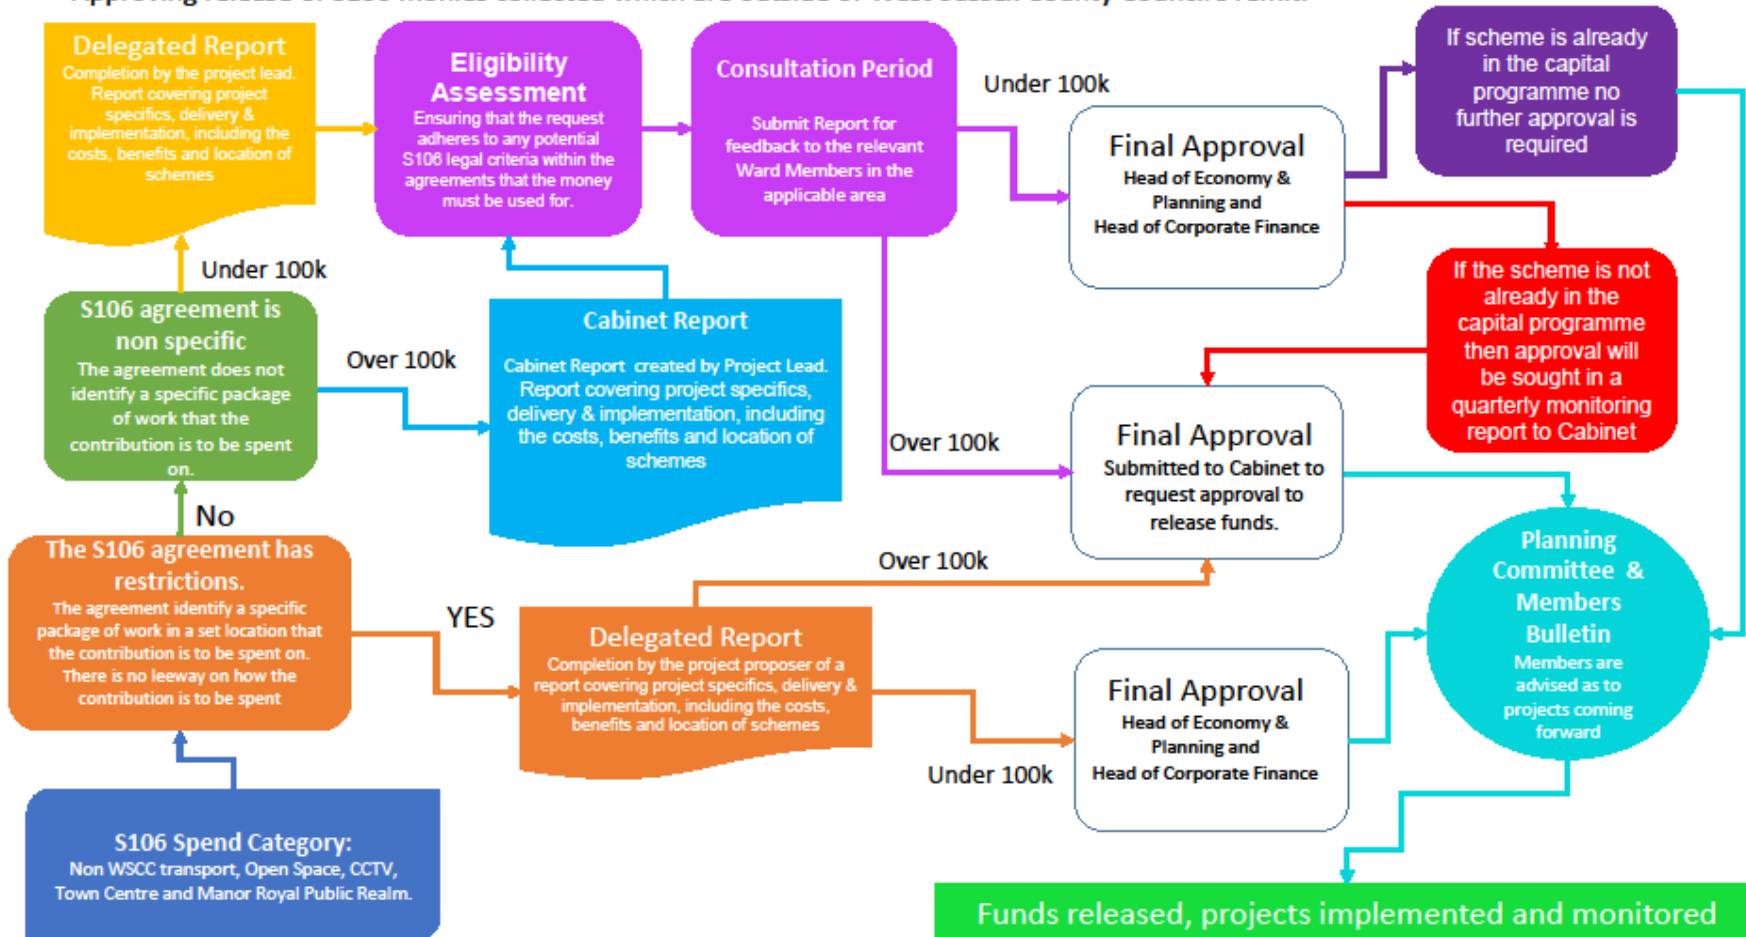 Delegated Report
Completion by the project lead.
Report covering project
specifics, delivery &
implementation, including the
costs, benefits and location of
schemes
Eligibility
Assessment
Ensuring that the request
adheres to any potential
S106 legal criteria within the
agreements that the money
must be used for.
Consultation Period
Submit Report for
feedback to the relevant
Ward Members in the
applicable area
Under 100k
Final Approval
Head of Economy &
Planning and
Head of Corporate Finance
If scheme is already
in the capital
programme no
further approval is
required
Under 100k
S106 agreement is
non specific
The agreement does not
identify a specific package
of work that the
contribution is to be spent
on.
Over 100k
Cabinet Report
Cabinet Report created by Project Lead.
Report covering project specifics,
delivery & implementation, including
the costs, benefits and location of
schemes
Over 100k
Final Approval
Submitted to Cabinet to
request approval to
release funds.
If the scheme is not
already in the
capital programme
then approval will
be sought in a
quarterly monitoring
report to Cabinet
No
The S106 agreement has
restrictions.
The agreement identify a specific
package of work in a set location that
the contribution is to be spent on.
There is no leeway on how the
contribution is to be spent
YES
Over 100k
Delegated Report
Completion by the project proposer of a
report covering project specifics, delivery &
implementation, including the costs,
benefits and location of schemes
Under 100k
Final Approval
Head of Economy &
Planning and
Head of Corporate Finance
Planning
Committee &
Members
Bulletin
Members are
advised as to
projects coming
forward
S106 Spend Category:
Non WSCC transport, Open Space, CCTV,
Town Centre and Manor Royal Public Realm.
Funds released, projects implemented and monitored